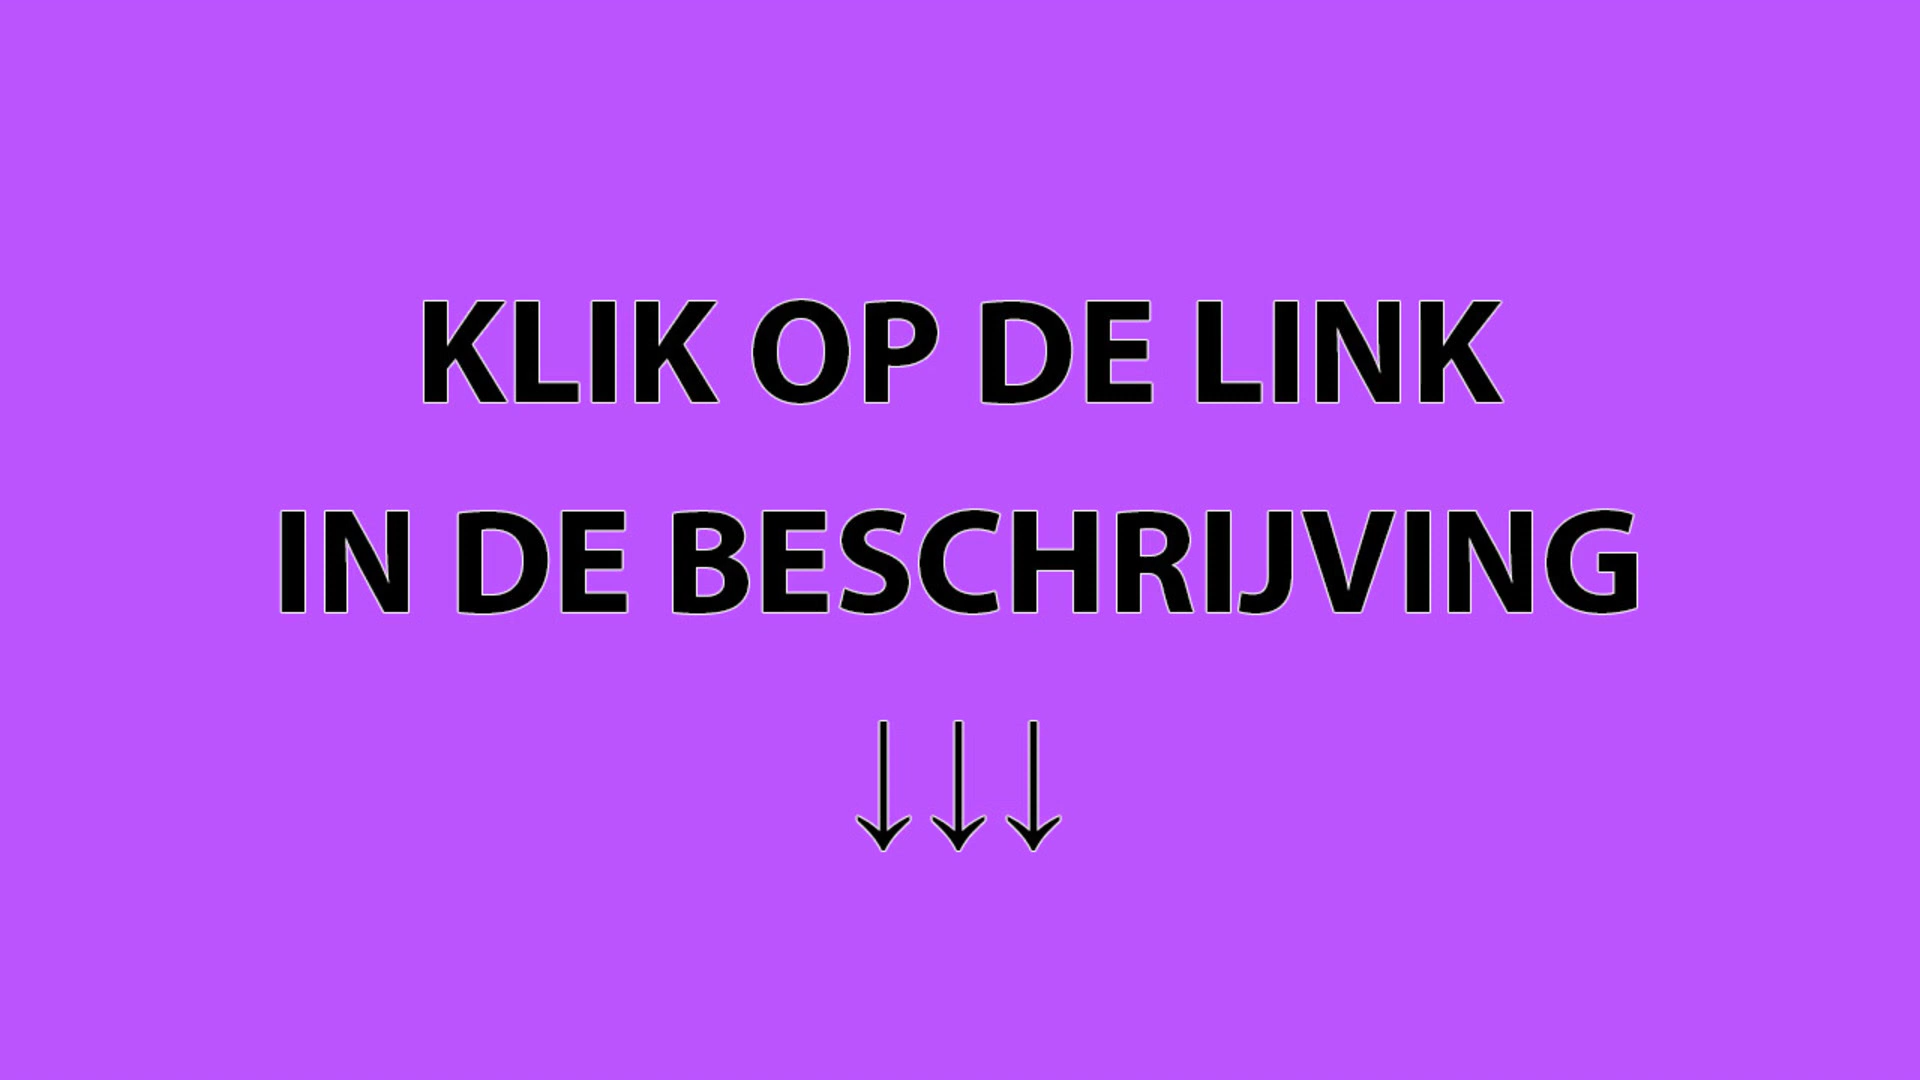 KLIK OP DE LINK
IN DE BESCHRIJVING
↓↓↓